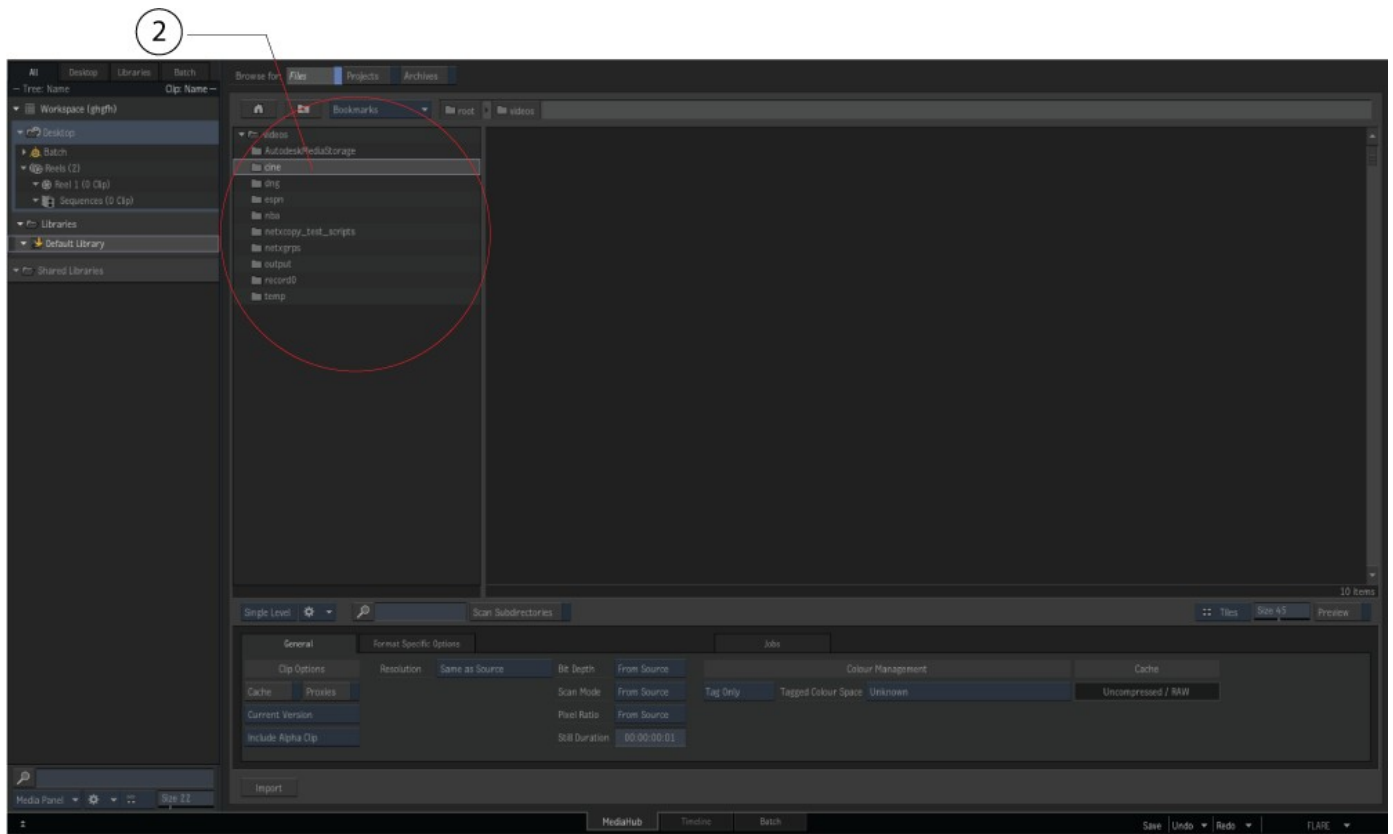 2
All Desktop Libraries Batch
— Tree: Name Clip: Name —
Workspace (ghgfh)
Desktop
Batch
Reels (2)
Reel 1 (0 Clip)
Sequences (0 Clip)
Libraries
Default Library
Shared Libraries
Media Panel Size 22
Browse for: Files Projects Archives
Bookmarks root videos
videos
AutodeskMediaStorage
cine
dng
espn
nba
netxcopy_test_scripts
netxgrps
output
record0
temp
10 Items
Single Level Scan Subdirectories Tiles Size 45 Preview
General Format Specific Options Jobs
Clip Options Resolution Same as Source Bit Depth From Source Colour Management Cache
Cache Proxies Scan Mode From Source Tag Only Tagged Colour Space Unknown Uncompressed / RAW
Current Version Pixel Ratio From Source
Include Alpha Clip Still Duration 00:00:00:01
Import
MediaHub Timeline Batch Save Undo Redo FLARE